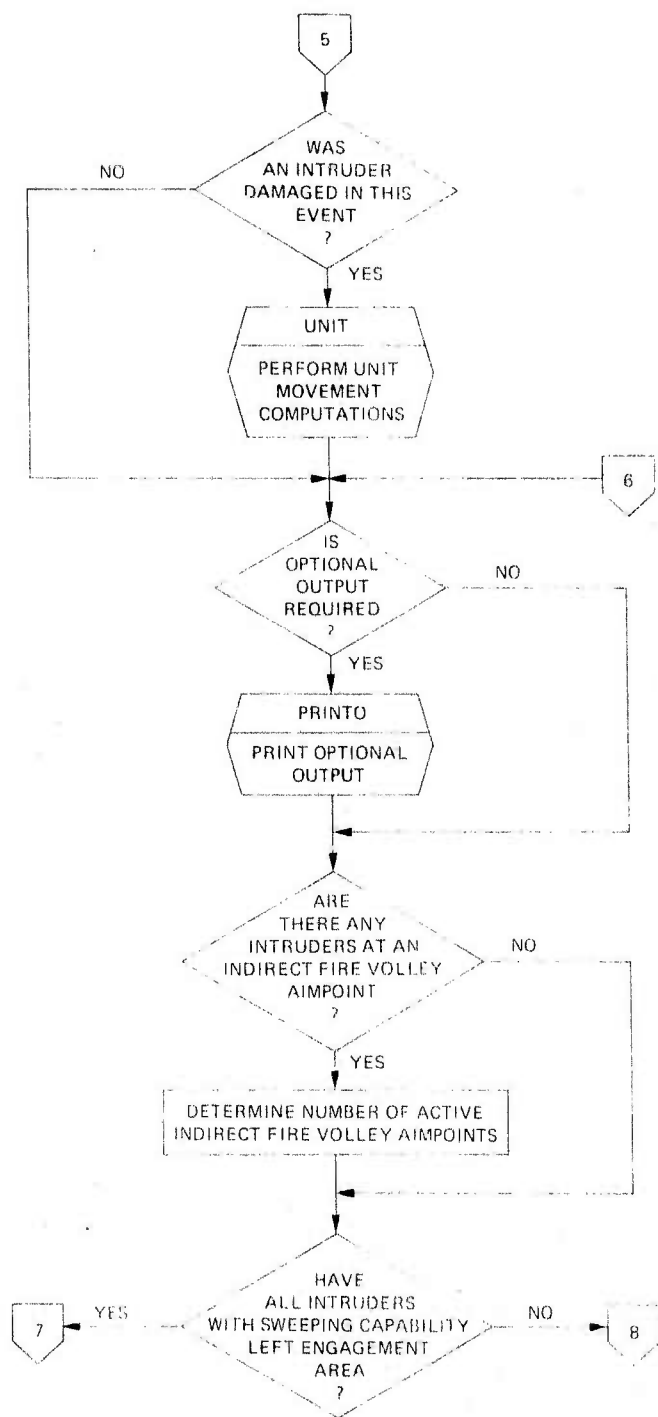 5
WAS
AN INTRUDER
DAMAGED IN THIS
EVENT
?
NO
YES
UNIT
PERFORM UNIT
MOVEMENT
COMPUTATIONS
6
IS
OPTIONAL
OUTPUT
REQUIRED
?
NO
YES
PRINTO
PRINT OPTIONAL
OUTPUT
ARE
THERE ANY
INTRUDERS AT AN
INDIRECT FIRE VOLLEY
AIMPOINT
?
NO
YES
DETERMINE NUMBER OF ACTIVE
INDIRECT FIRE VOLLEY AIMPOINTS
HAVE
ALL INTRUDERS
WITH SWEEPING CAPABILITY
LEFT ENGAGEMENT
AREA
?
YES
7
NO
8